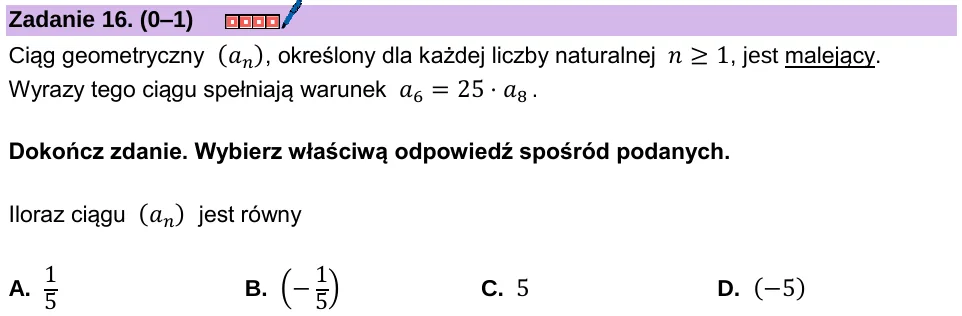 Zadanie 16. (0–1)
Ciąg geometryczny (aₙ), określony dla każdej liczby naturalnej n ≥ 1, jest malejący.
Wyrazy tego ciągu spełniają warunek a₆ = 25 · a₈ .
Dokończ zdanie. Wybierz właściwą odpowiedź spośród podanych.
Iloraz ciągu (aₙ) jest równy
A. 1/5 B. (−1/5) C. 5 D. (−5)